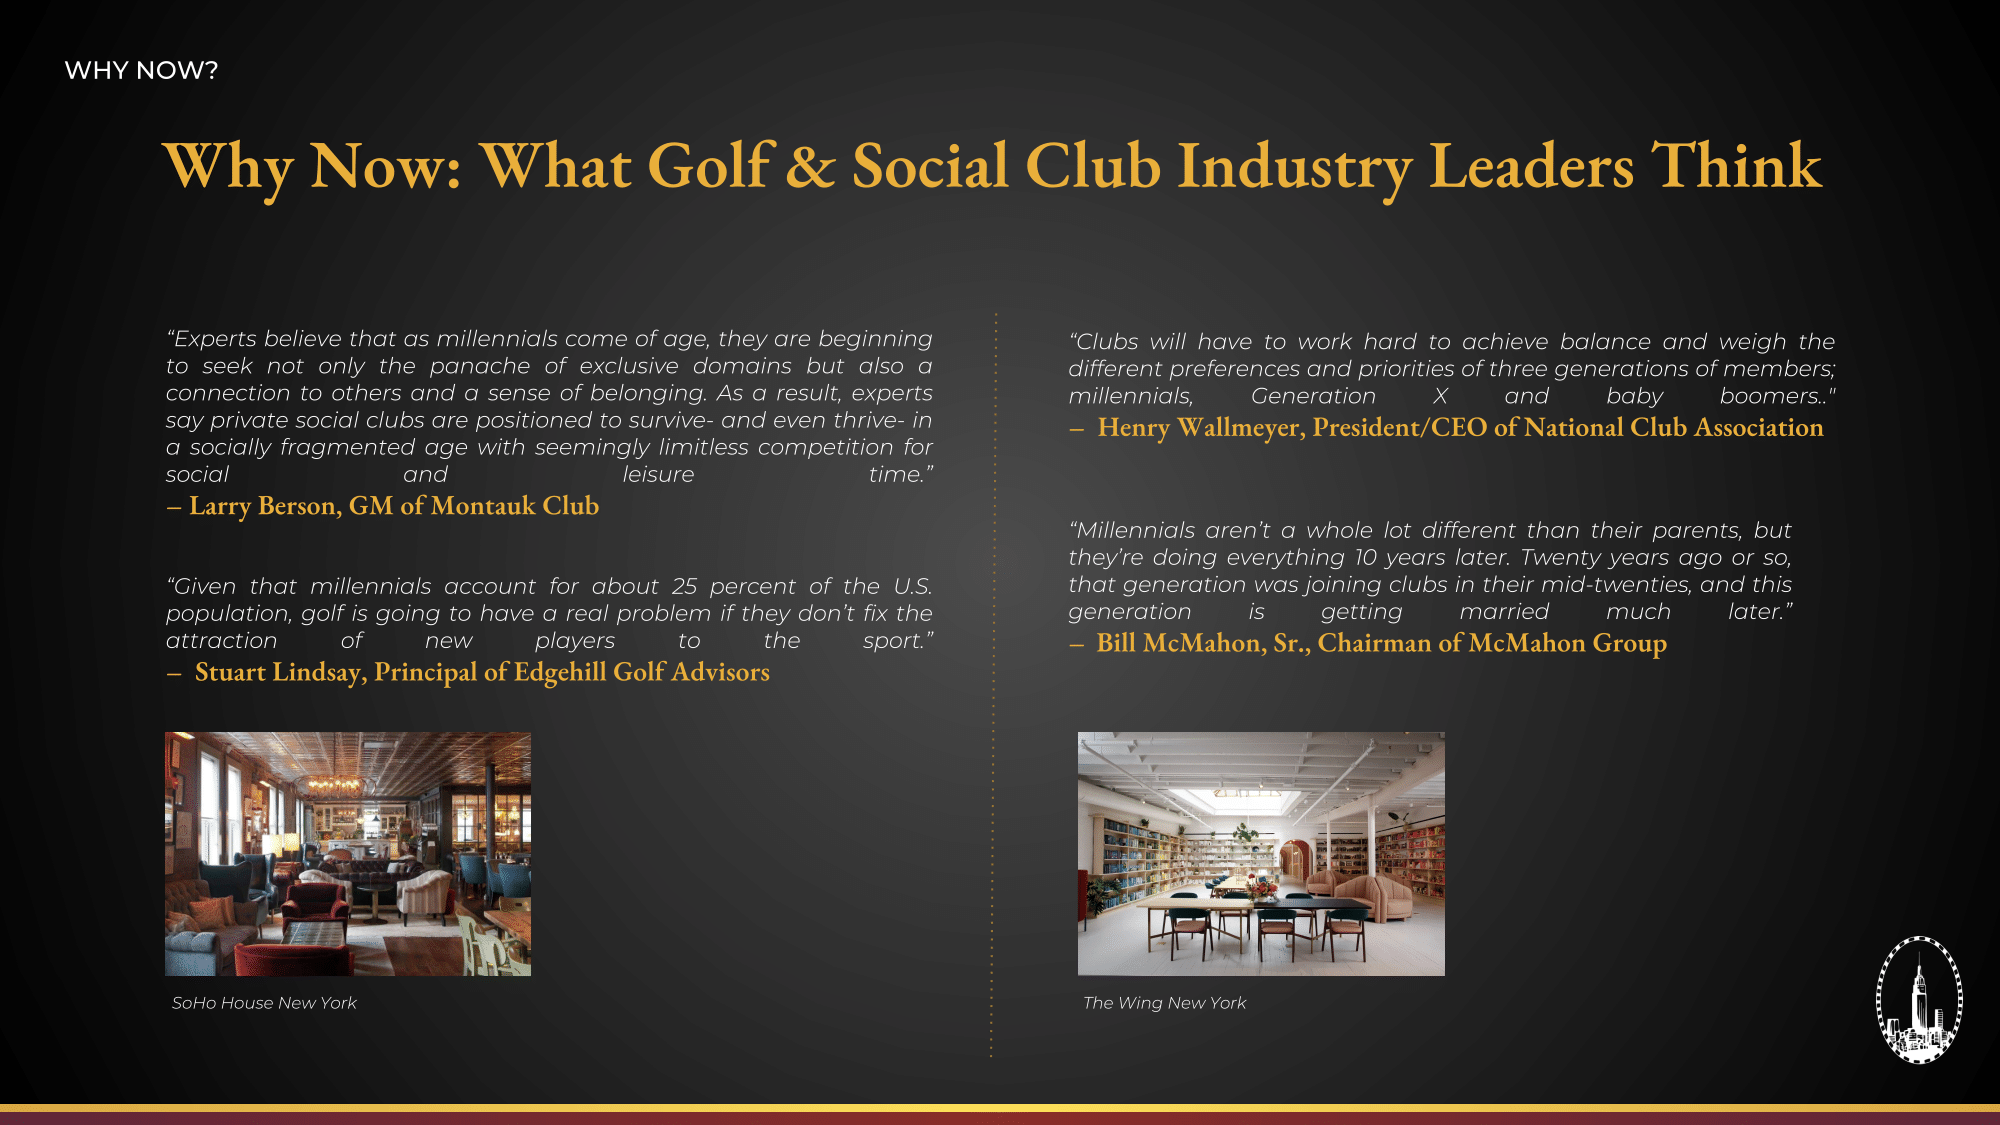 WHY NOW?
Why Now: What Golf & Social Club Industry Leaders Think
“Experts believe that as millennials come of age, they are beginning
to seek not only the panache of exclusive domains but also a
connection to others and a sense of belonging. As a result, experts
say private social clubs are positioned to survive- and even thrive- in
a socially fragmented age with seemingly limitless competition for
social and leisure time.”
– Larry Berson, GM of Montauk Club
“Given that millennials account for about 25 percent of the U.S.
population, golf is going to have a real problem if they don’t fix the
attraction of new players to the sport.”
– Stuart Lindsay, Principal of Edgehill Golf Advisors
SoHo House New York
“Clubs will have to work hard to achieve balance and weigh the
different preferences and priorities of three generations of members;
millennials, Generation X and baby boomers.."
– Henry Wallmeyer, President/CEO of National Club Association
“Millennials aren’t a whole lot different than their parents, but
they’re doing everything 10 years later. Twenty years ago or so,
that generation was joining clubs in their mid-twenties, and this
generation is getting married much later.”
– Bill McMahon, Sr., Chairman of McMahon Group
The Wing New York